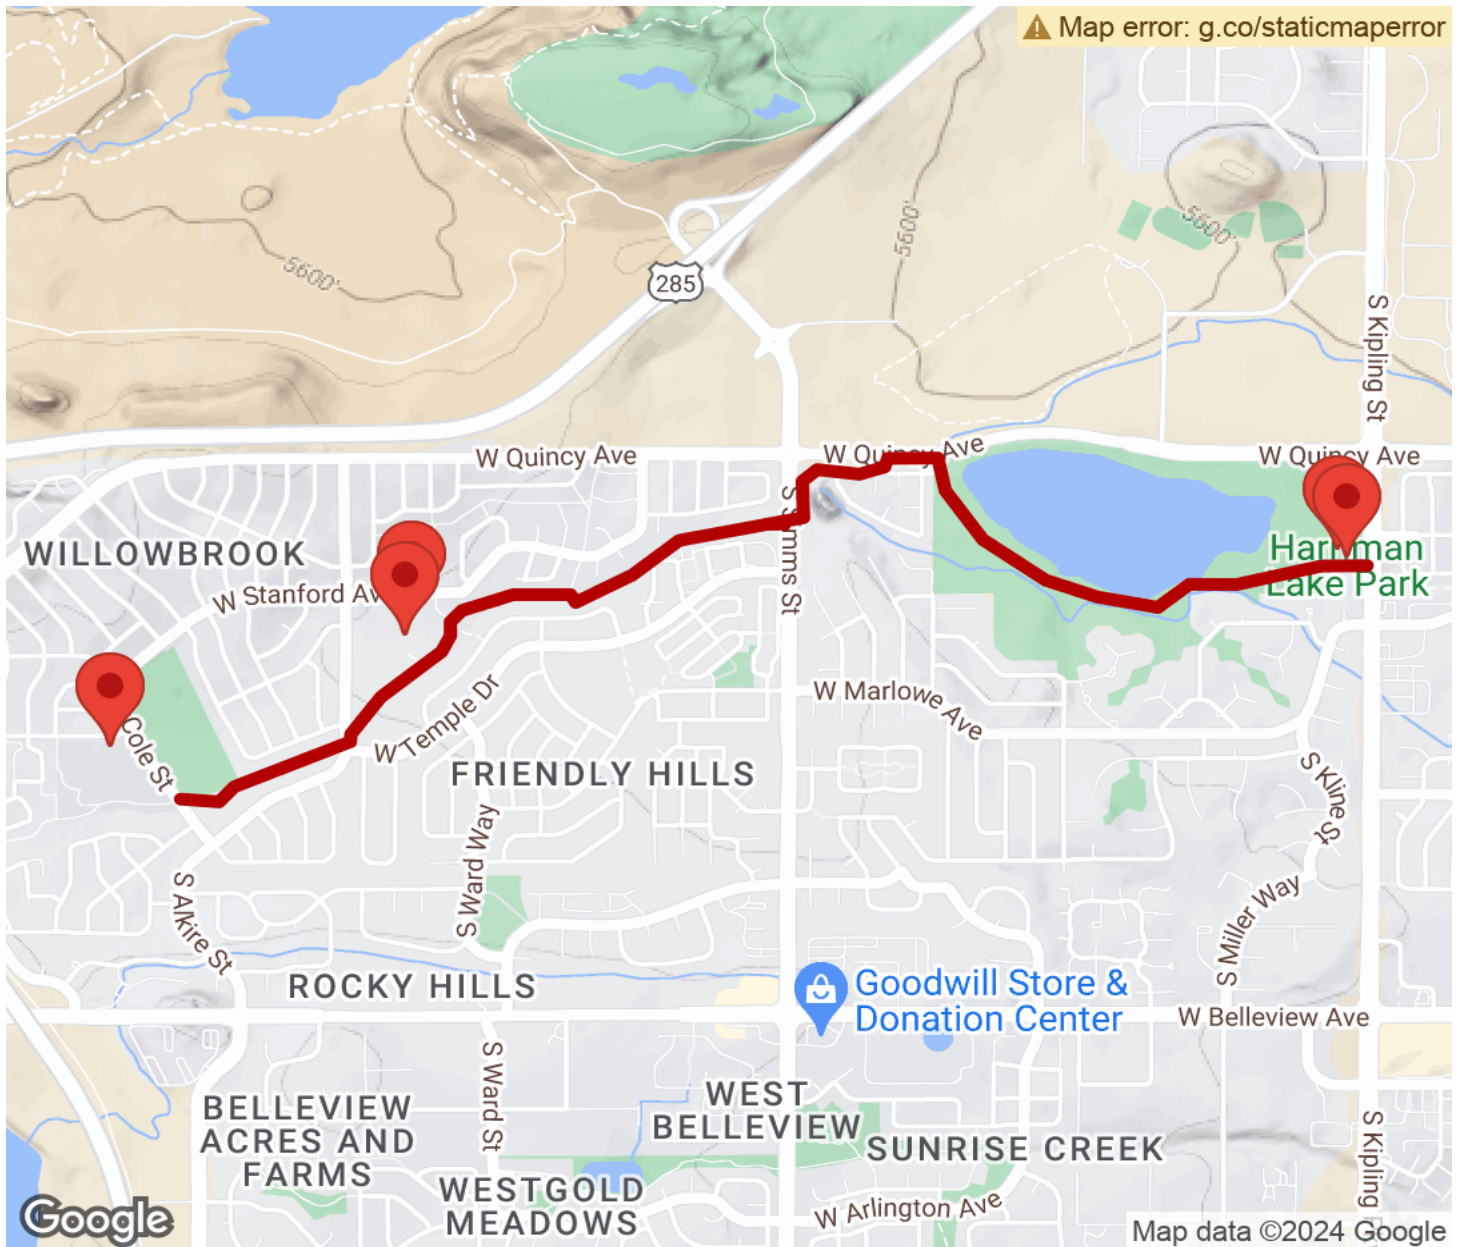 Map error: g.co/staticmaperror
285
5600'
5600'
5600'
S Kipling St
W Quincy Ave
W Quincy Ave
W Quincy Ave
S Simms St
WILLOWBROOK
W Stanford Av
Harriman
Lake Park
W Marlowe Ave
W Temple Dr
Cole St
FRIENDLY HILLS
S Kline St
S Ward Way
S Alkire St
S Miller Way
ROCKY HILLS
Goodwill Store &
Donation Center
W Belleview Ave
S Ward St
BELLEVIEW
ACRES AND
FARMS
WEST
BELLEVIEW
SUNRISE CREEK
S Kipling
WESTGOLD
MEADOWS
W Arlington Ave
Google
Map data ©2024 Google